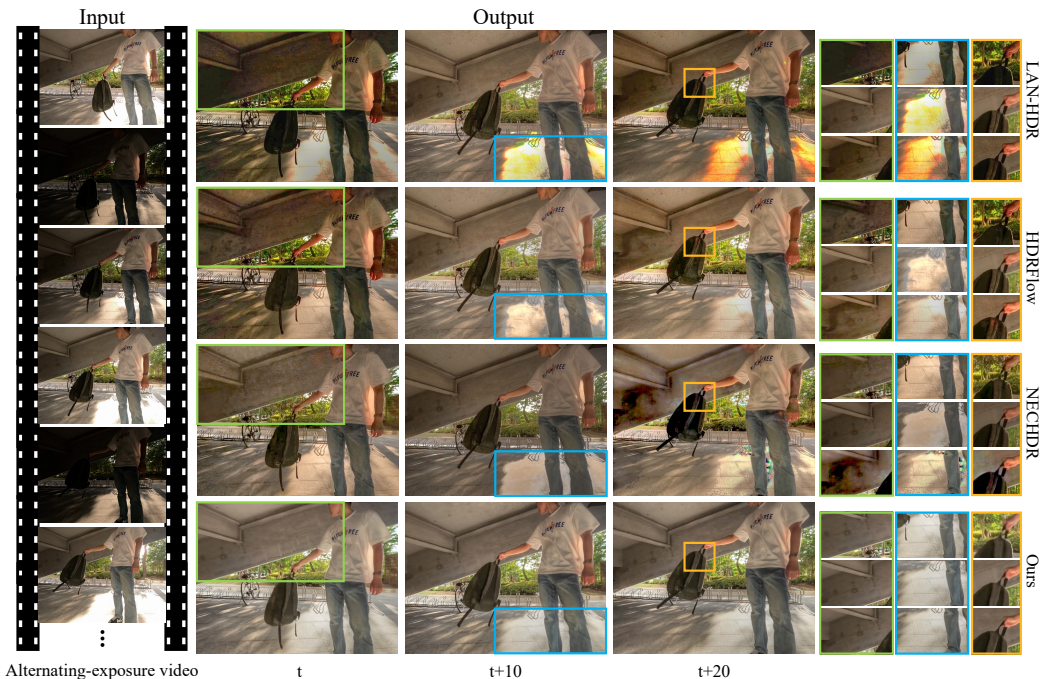 Input
Output
LAN-HDR
HDRFlow
NECHDR
Ours
Alternating-exposure video
t
t+10
t+20